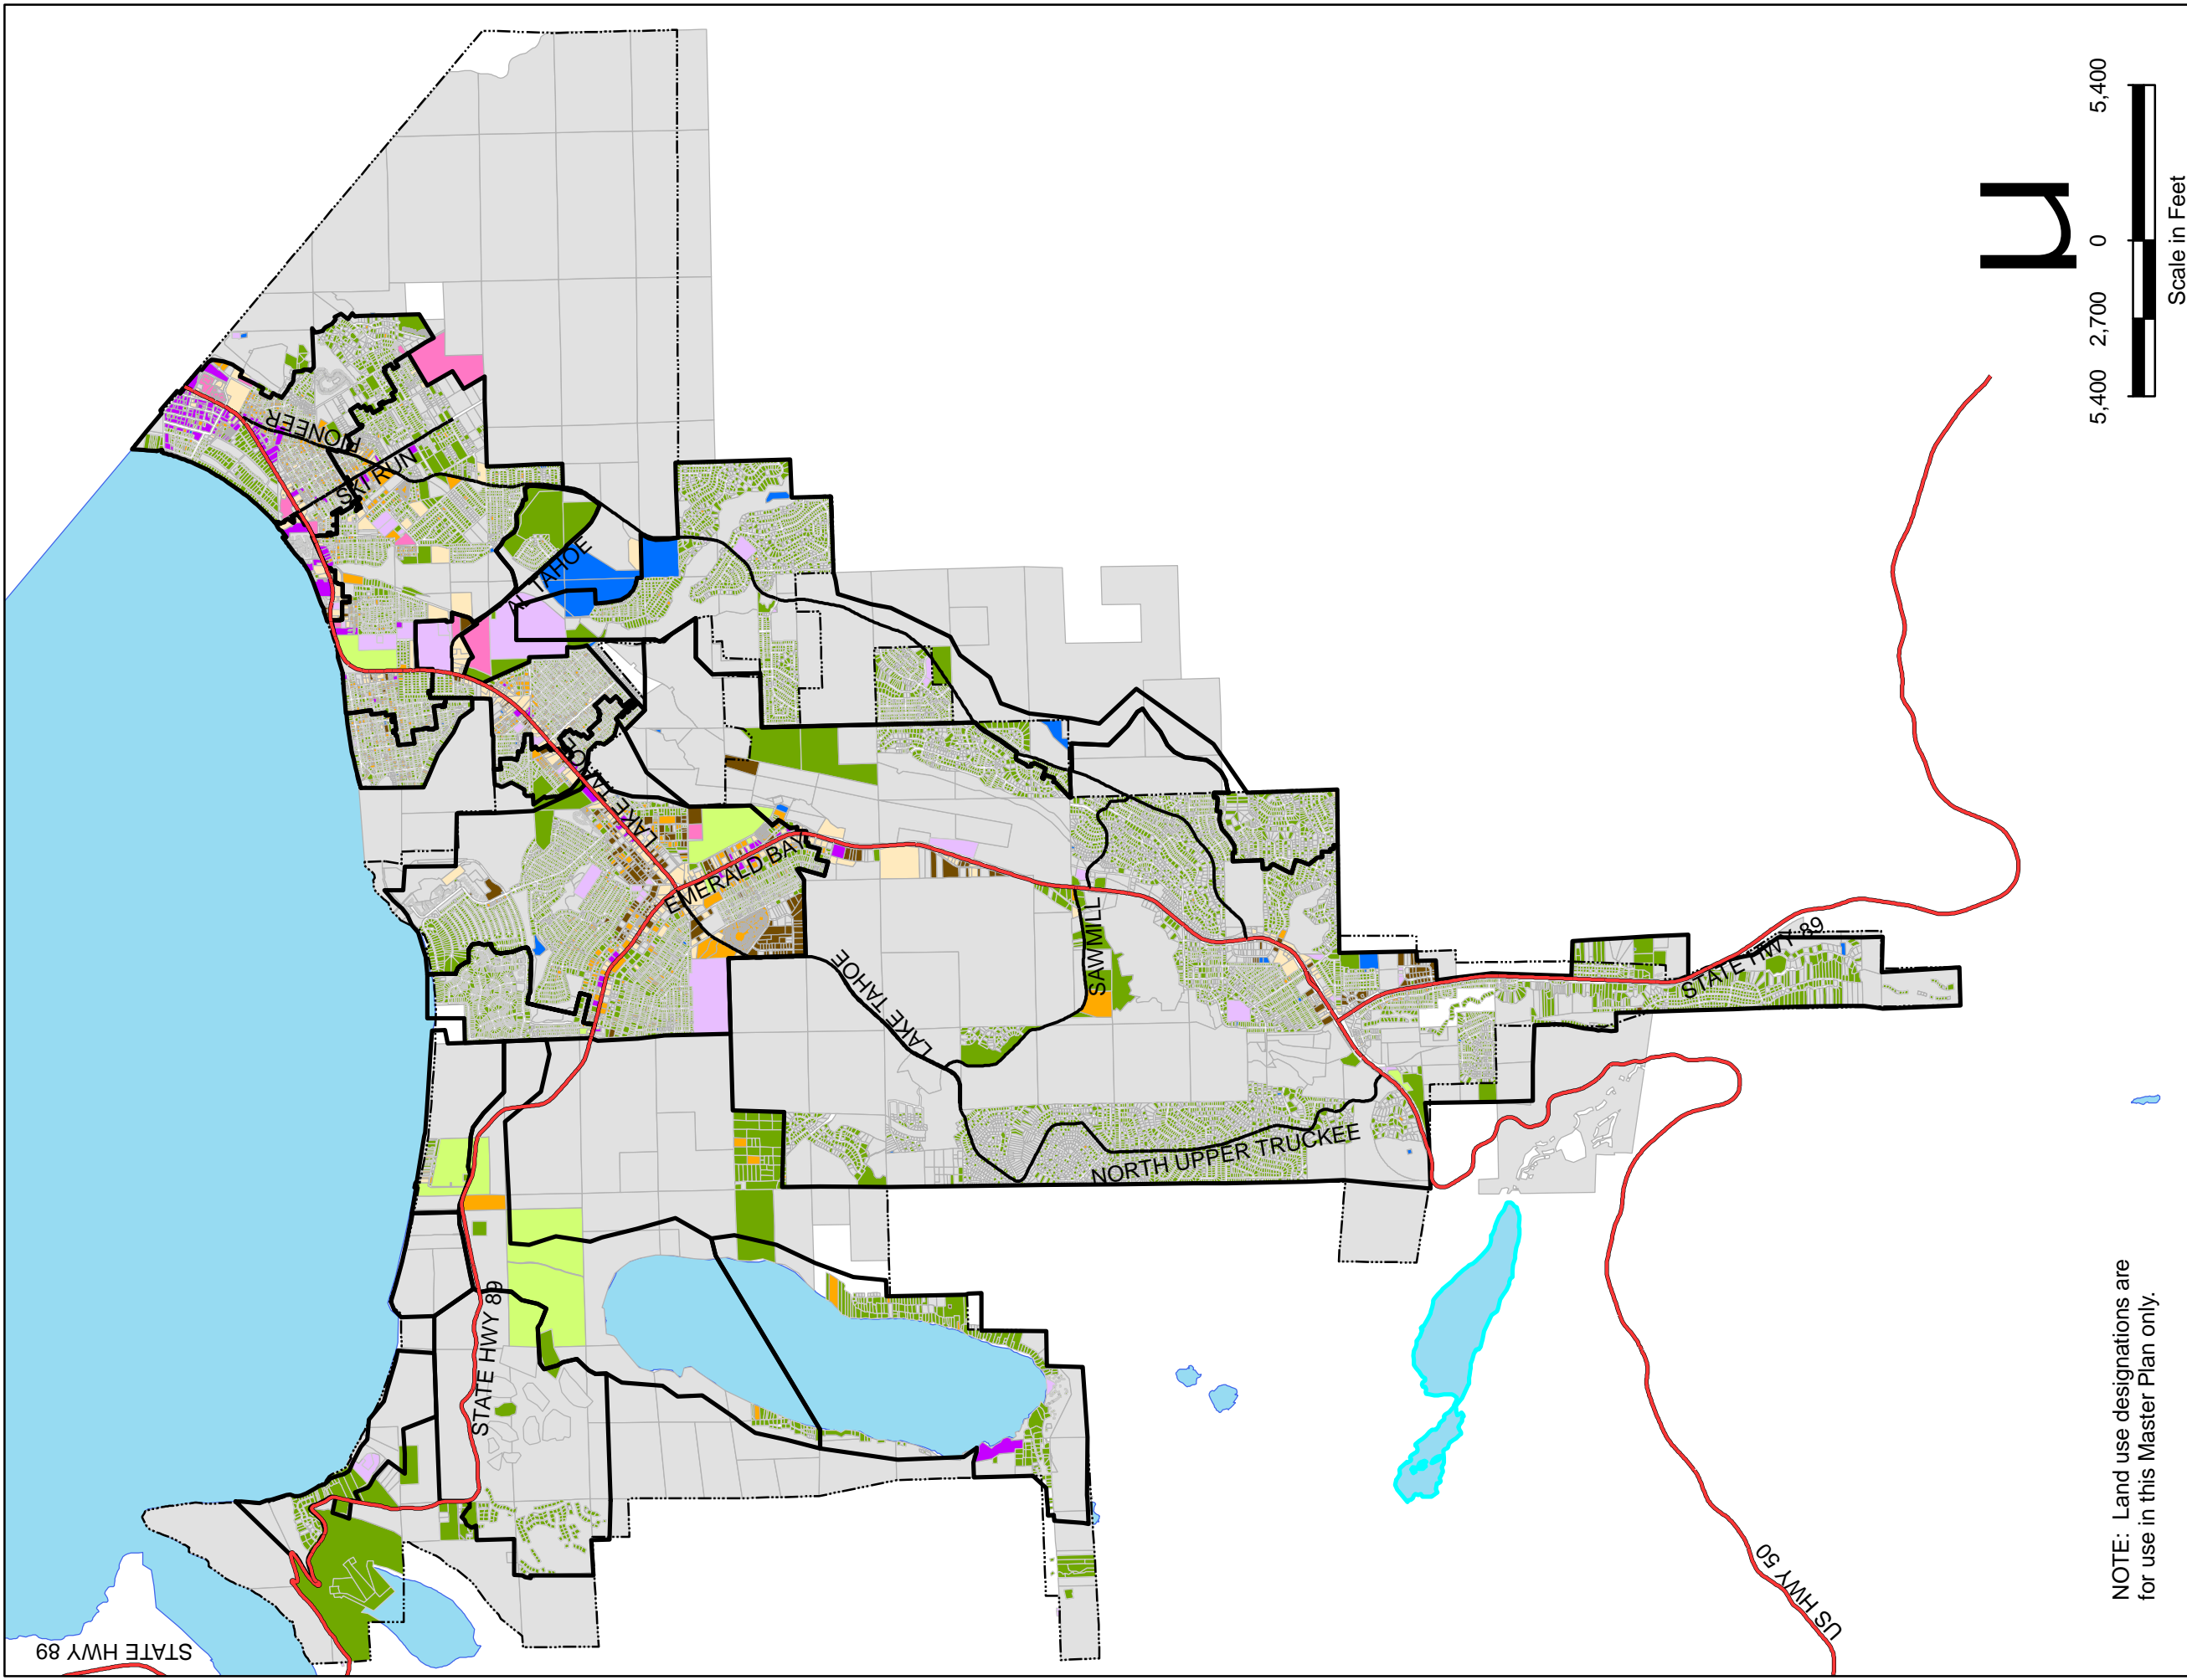 STATE HWY 89
STATE HWY 89
EMERALD BAY
LAKE TAHOE
LAKE TAHOE
AL TAHOE
SKI RUN
PIONEER
SAWMILL
NORTH UPPER TRUCKEE
STATE HWY 89
US HWY 50
NOTE: Land use designations are
for use in this Master Plan only.
µ
5,400 2,700 0 5,400
Scale in Feet